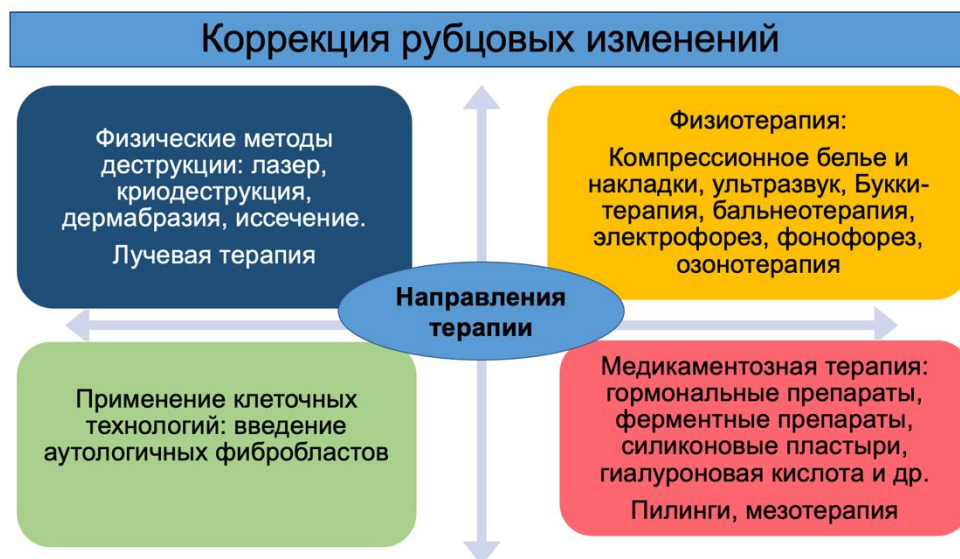 Коррекция рубцовых изменений
Физические методы
деструкции: лазер,
криодеструкция,
дермабразия, иссечение.
Лучевая терапия
Физиотерапия:
Компрессионное белье и
накладки, ультразвук, Букки-
терапия, бальнеотерапия,
электрофорез, фонофорез,
озонотерапия
Направления
терапии
Применение клеточных
технологий: введение
аутологичных фибробластов
Медикаментозная терапия:
гормональные препараты,
ферментные препараты,
силиконовые пластыри,
гиалуроновая кислота и др.
Пилинги, мезотерапия